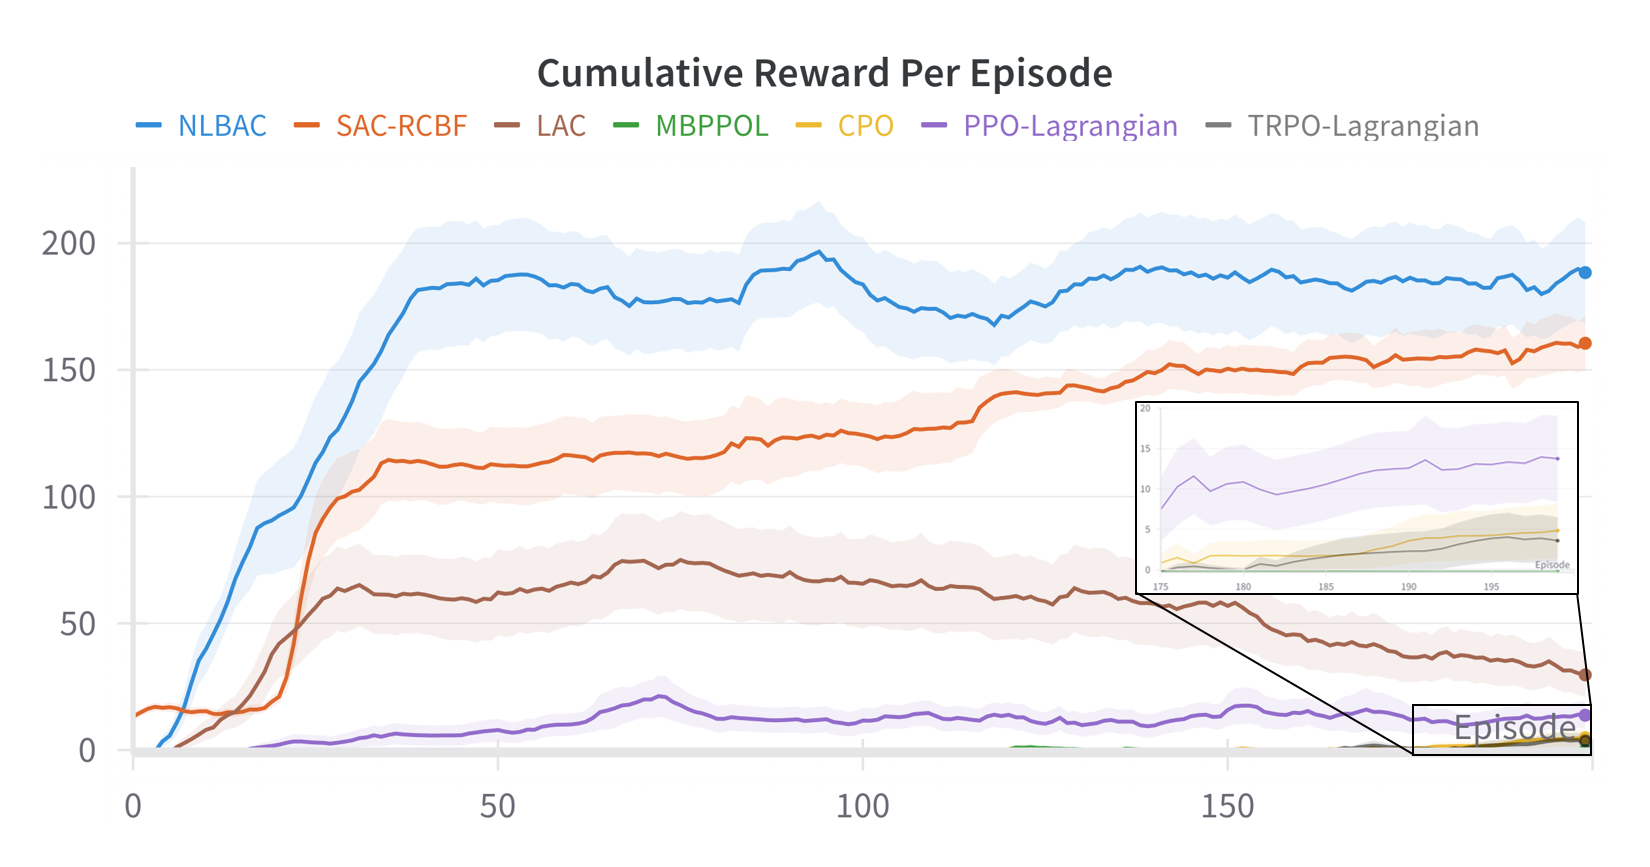 Cumulative Reward Per Episode
NLBAC SAC-RCBF LAC MBPPOL CPO PPO-Lagrangian TRPO-Lagrangian
200
150
100
50
0
0 50 100 150
Episode
20
15
10
5
0
175 180 185 190 195
Episode